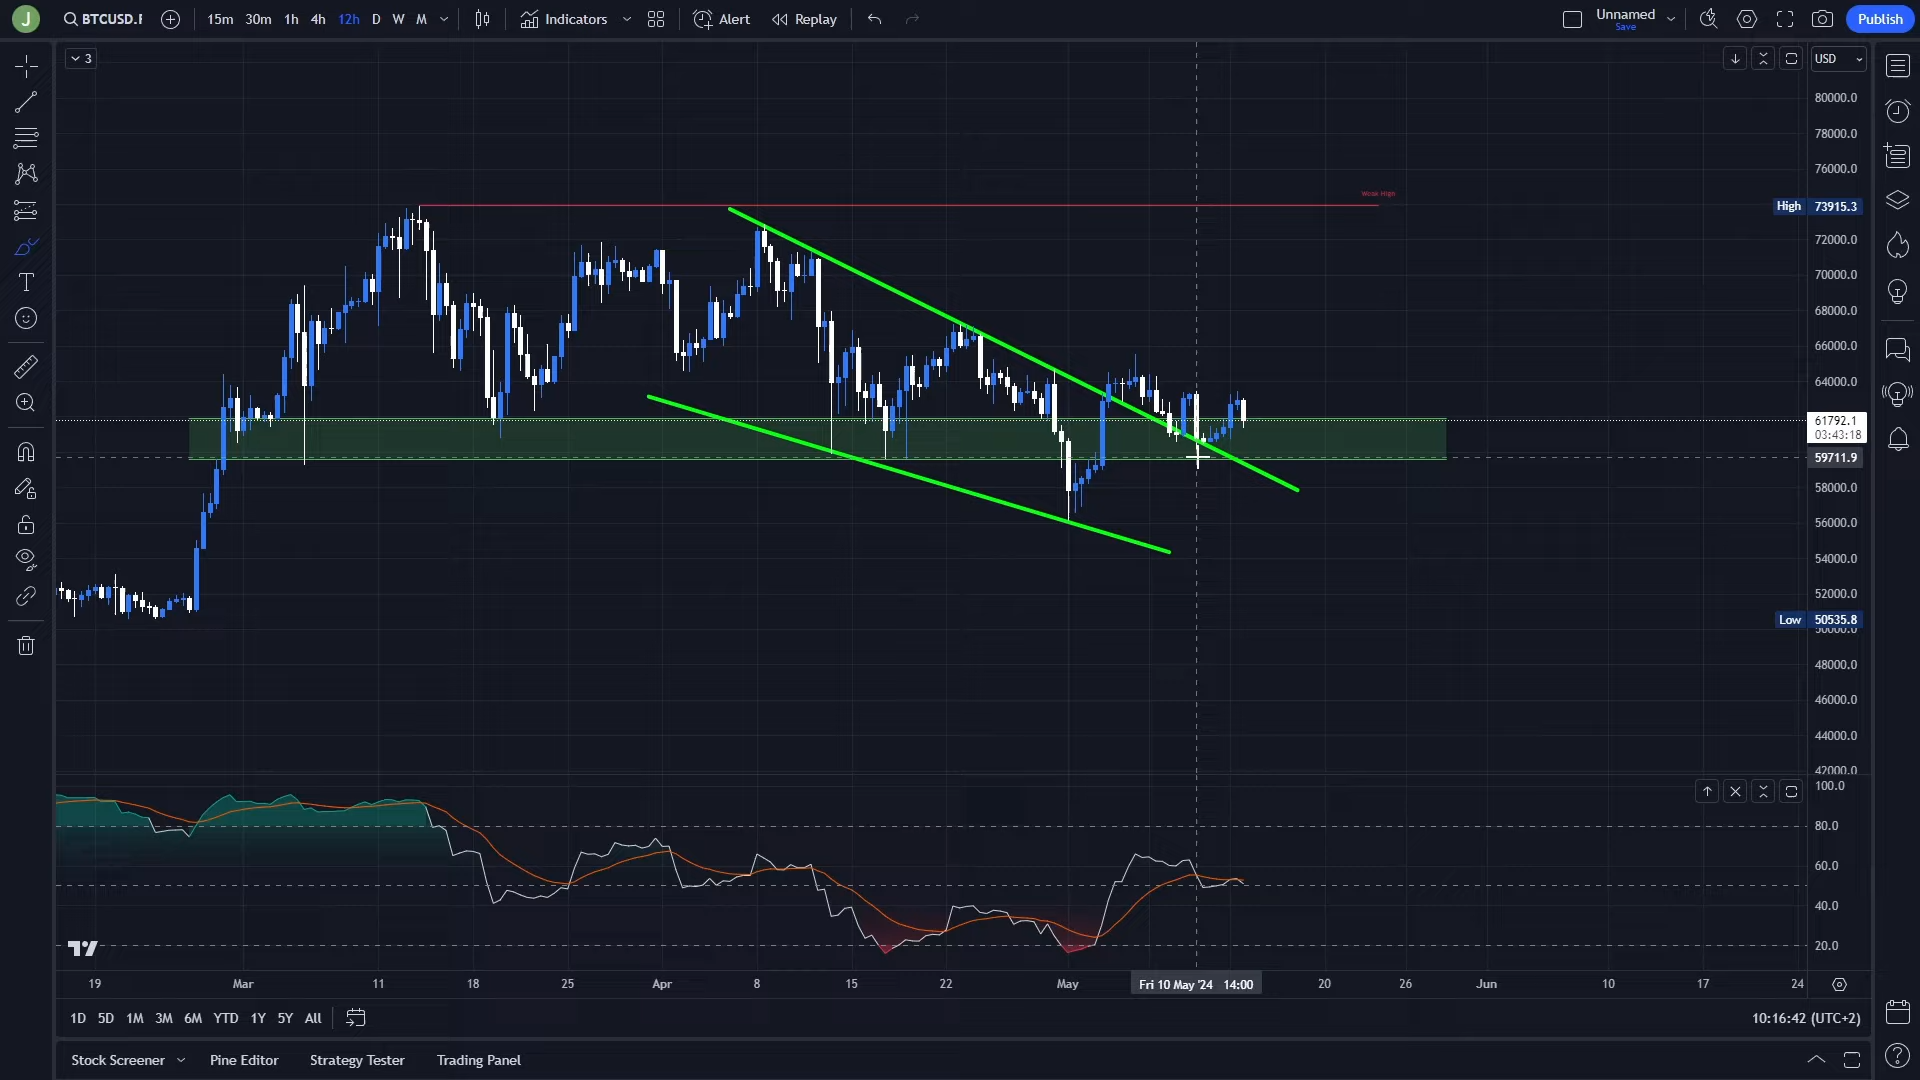 J
BTCUSD.P
15m 30m 1h 4h 12h D W M
Indicators
Alert
Replay
Unnamed
Save
Publish
3
USD
80000.0
78000.0
76000.0
Weak High
High 73915.3
72000.0
70000.0
68000.0
66000.0
64000.0
61792.1
03:43:18
59711.9
58000.0
56000.0
54000.0
52000.0
Low 50535.8
50000.0
48000.0
46000.0
44000.0
42000.0
100.0
80.0
60.0
40.0
20.0
19 Mar 11 18 25 Apr 8 15 22 May Fri 10 May '24 14:00 20 26 Jun 10 17 24
1D 5D 1M 3M 6M YTD 1Y 5Y All
10:16:42 (UTC+2)
Stock Screener Pine Editor Strategy Tester Trading Panel